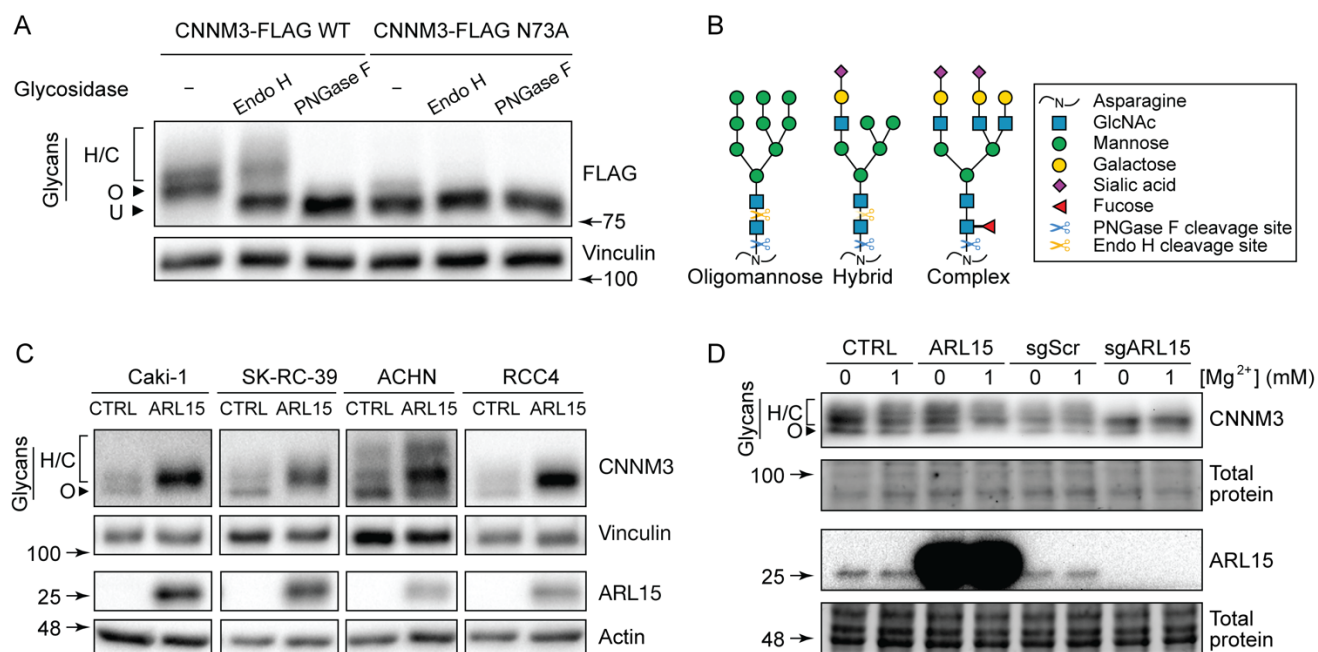 A
CNNM3-FLAG WT CNNM3-FLAG N73A
Glycosidase – Endo H PNGase F – Endo H PNGase F
Glycans
H/C
O
U
FLAG
75
Vinculin
100
B
N N N
Oligomannose Hybrid Complex
N Asparagine
GlcNAc
Mannose
Galactose
Sialic acid
Fucose
PNGase F cleavage site
Endo H cleavage site
C
Caki-1 SK-RC-39 ACHN RCC4
CTRL ARL15 CTRL ARL15 CTRL ARL15 CTRL ARL15
Glycans
H/C
O
CNNM3
Vinculin
100
25
ARL15
48
Actin
D
CTRL ARL15 sgScr sgARL15
0 1 0 1 0 1 0 1 [Mg²⁺] (mM)
Glycans
H/C
O
CNNM3
100
Total
protein
25
ARL15
48
Total
protein